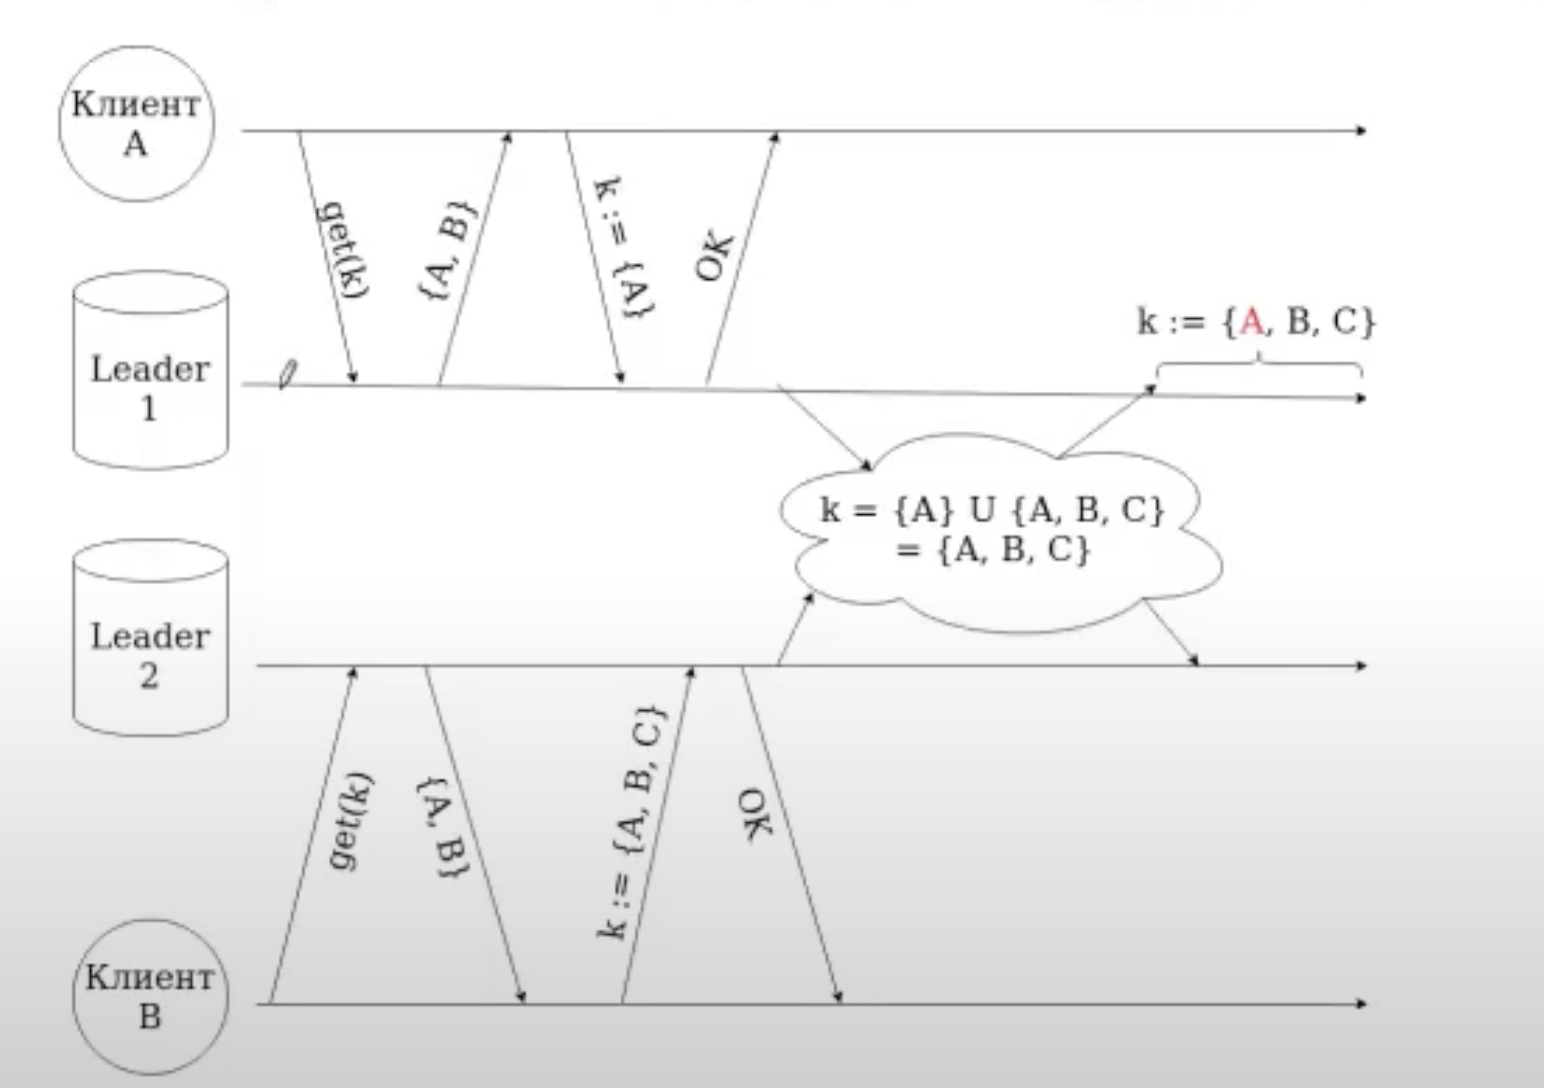 Клиент
A
get(k)
{A, B}
k := {A}
OK
Leader
1
k := {A, B, C}
k = {A} U {A, B, C}
= {A, B, C}
Leader
2
get(k)
{A, B}
k := {A, B, C}
OK
Клиент
B